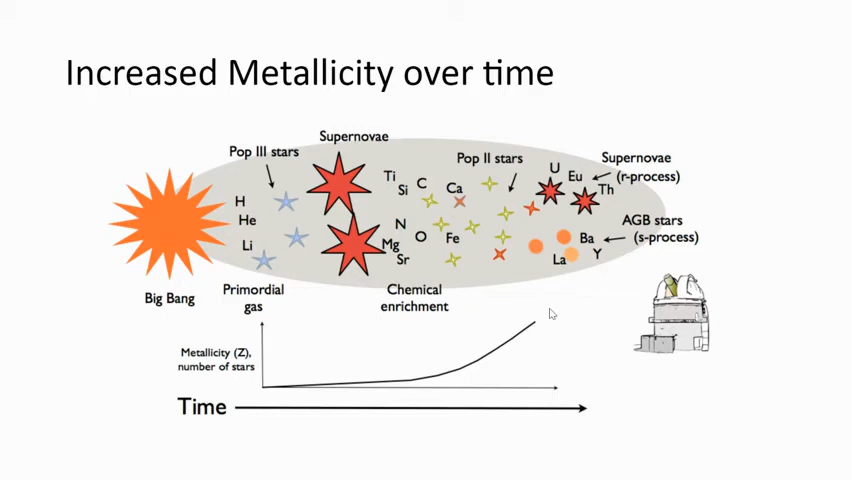 Increased Metallicity over time
Supernovae
Pop III stars
Pop II stars
Supernovae
(r-process)
Ti
Si
C
Ca
U
Eu
Th
H
He
Li
N
O
Fe
Mg
Sr
AGB stars
(s-process)
Ba
La
Y
Big Bang
Primordial
gas
Chemical
enrichment
Metallicity (Z),
number of stars
Time